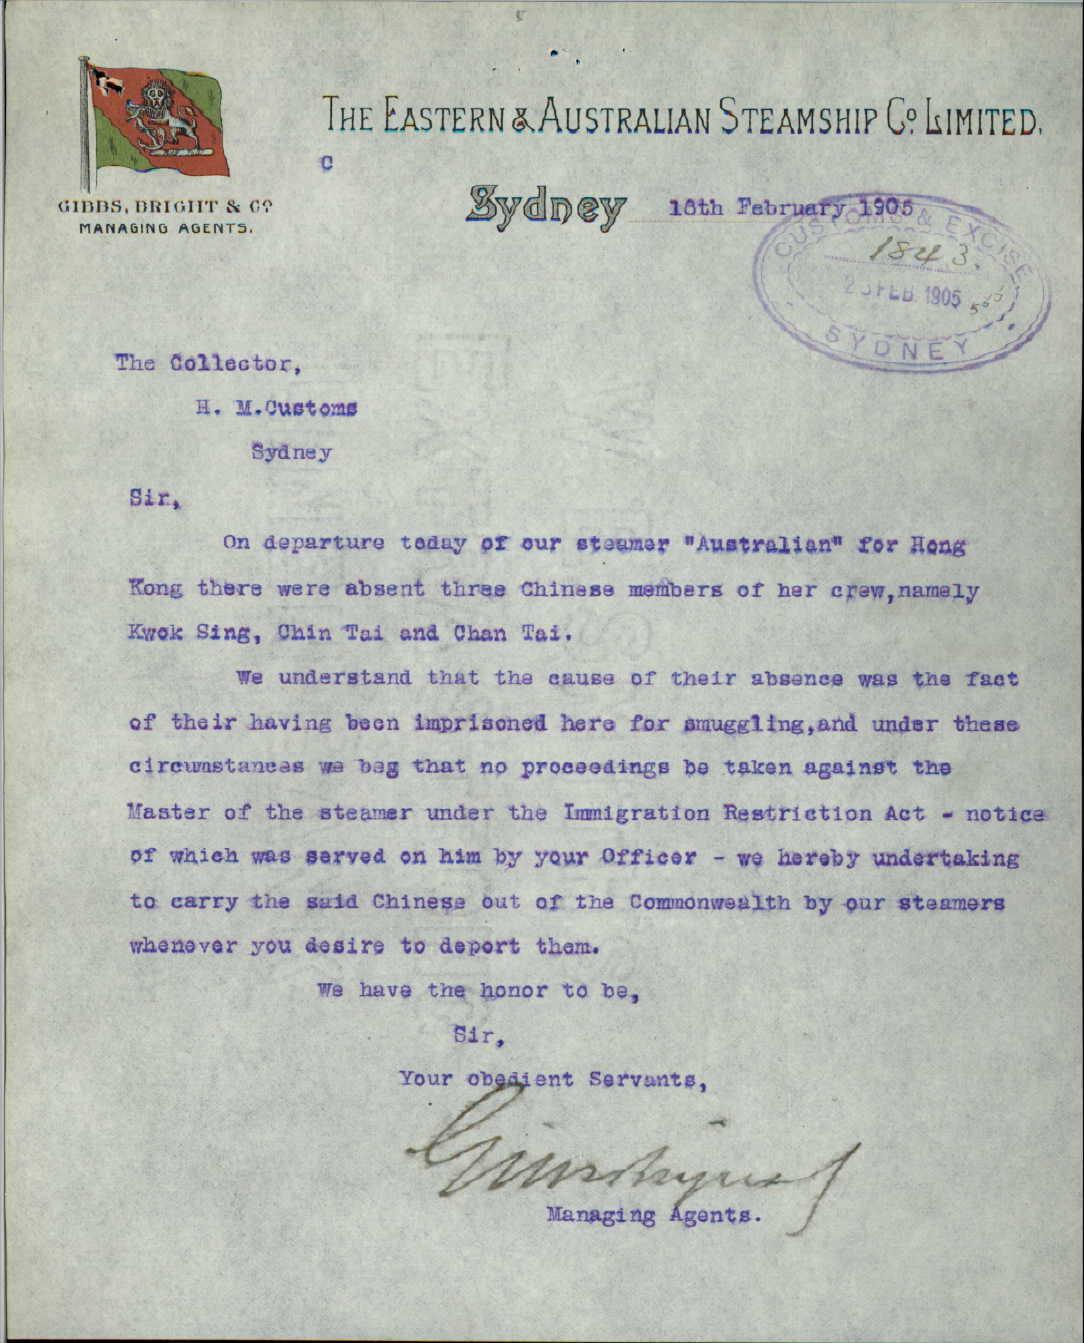 THE EASTERN & AUSTRALIAN STEAMSHIP Co. LIMITED.
C
GIBBS, BRIGHT & Co.
MANAGING AGENTS.
Sydney 16th February 1905
CUSTOMS & EXCISE
1843.
FEB 1905
SYDNEY
The Collector,
H. M.Customs
Sydney
Sir,
On departure today of our steamer "Australian" for Hong
Kong there were absent three Chinese members of her crew,namely
Kwok Sing, Chin Tai and Chan Tai.
We understand that the cause of their absence was the fact
of their having been imprisoned here for smuggling,and under these
circumstances we beg that no proceedings be taken against the
Master of the steamer under the Immigration Restriction Act - notice
of which was served on him by your Officer - we hereby undertaking
to carry the said Chinese out of the Commonwealth by our steamers
whenever you desire to deport them.
We have the honor to be,
Sir,
Your obedient Servants,
Managing Agents.